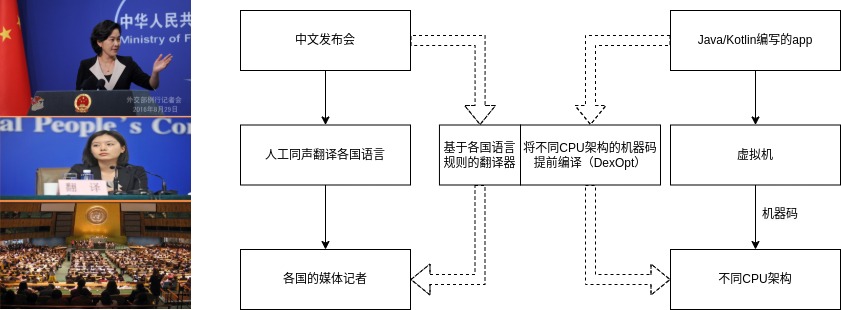 中华人民共
Ministry of F
外交部例行记者会
2016年8月29日
al People's Con
翻 译
中文发布会
人工同声翻译各国语言
各国的媒体记者
基于各国语言
规则的翻译器
将不同CPU架构的机器码
提前编译（DexOpt）
Java/Kotlin编写的app
虚拟机
机器码
不同CPU架构